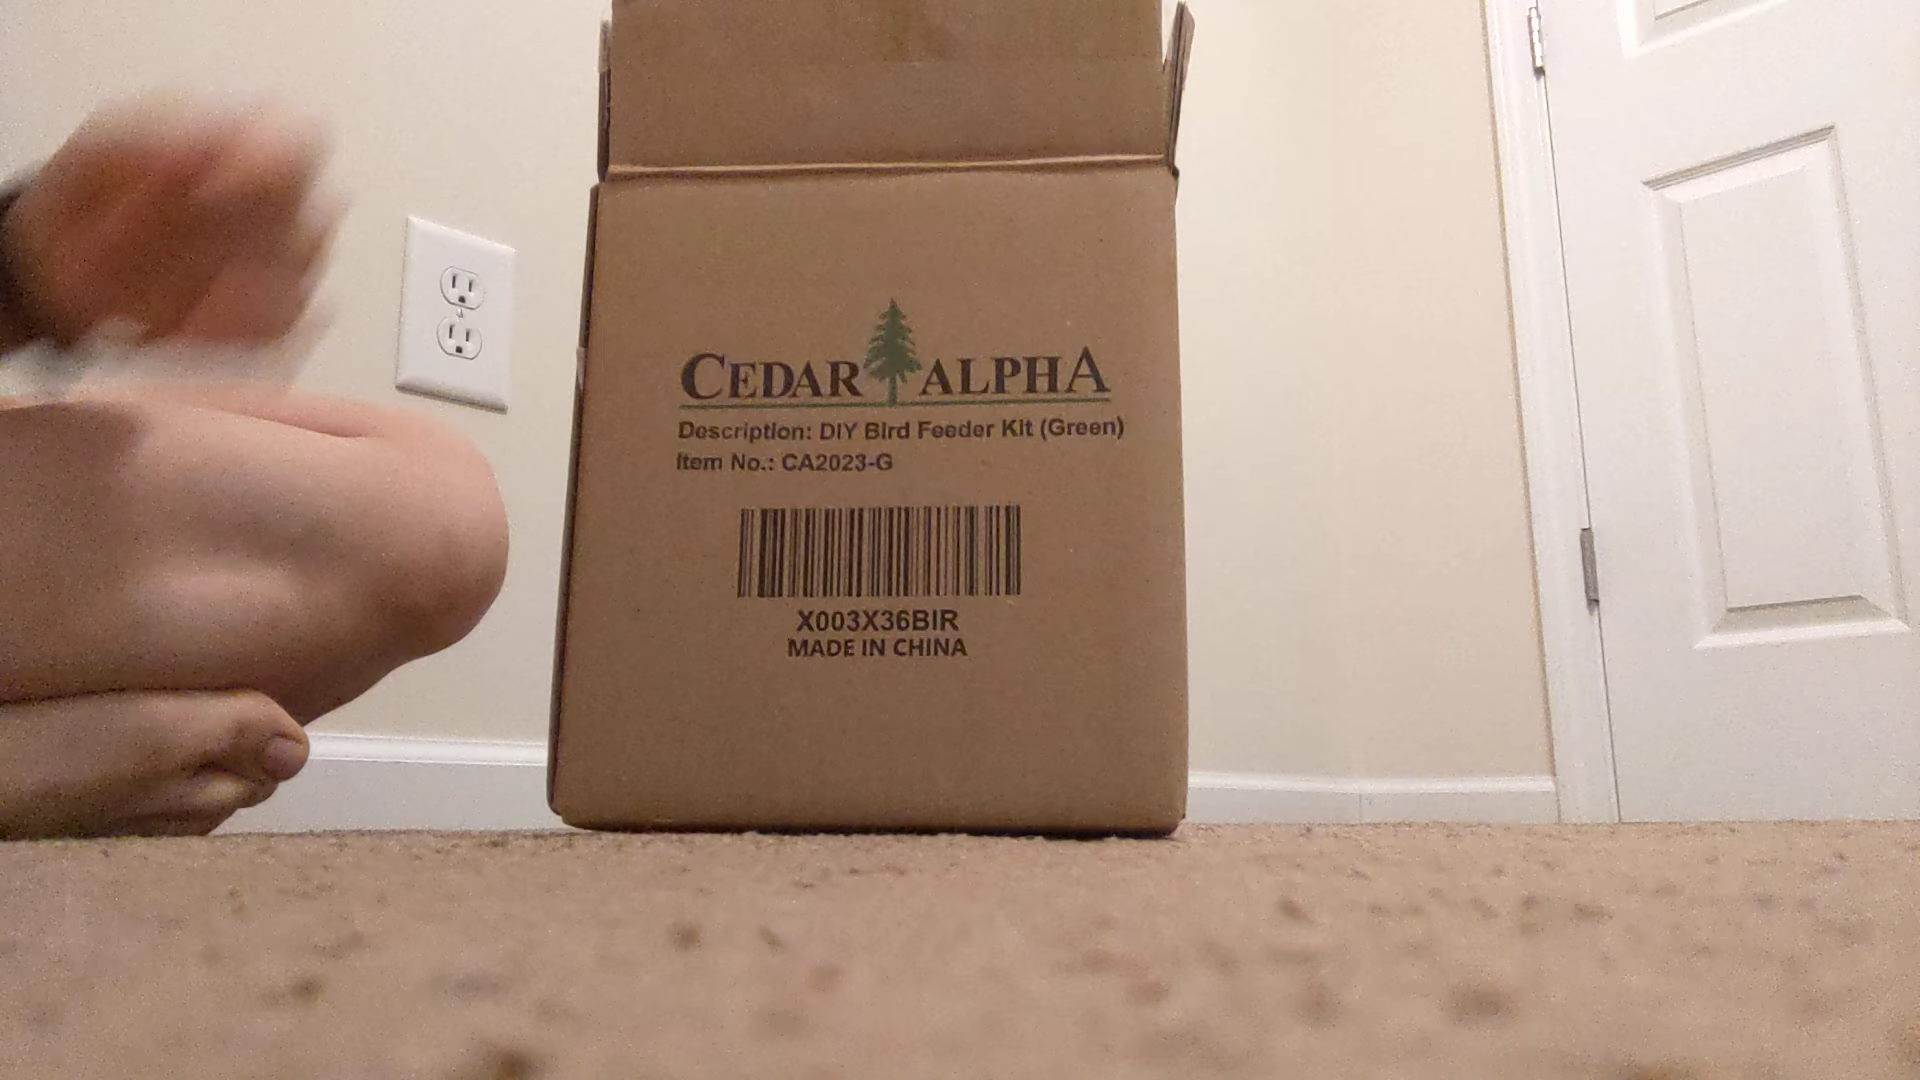 CEDAR ALPHA
Description: DIY Bird Feeder Kit (Green)
Item No.: CA2023-G
X003X36BIR
MADE IN CHINA